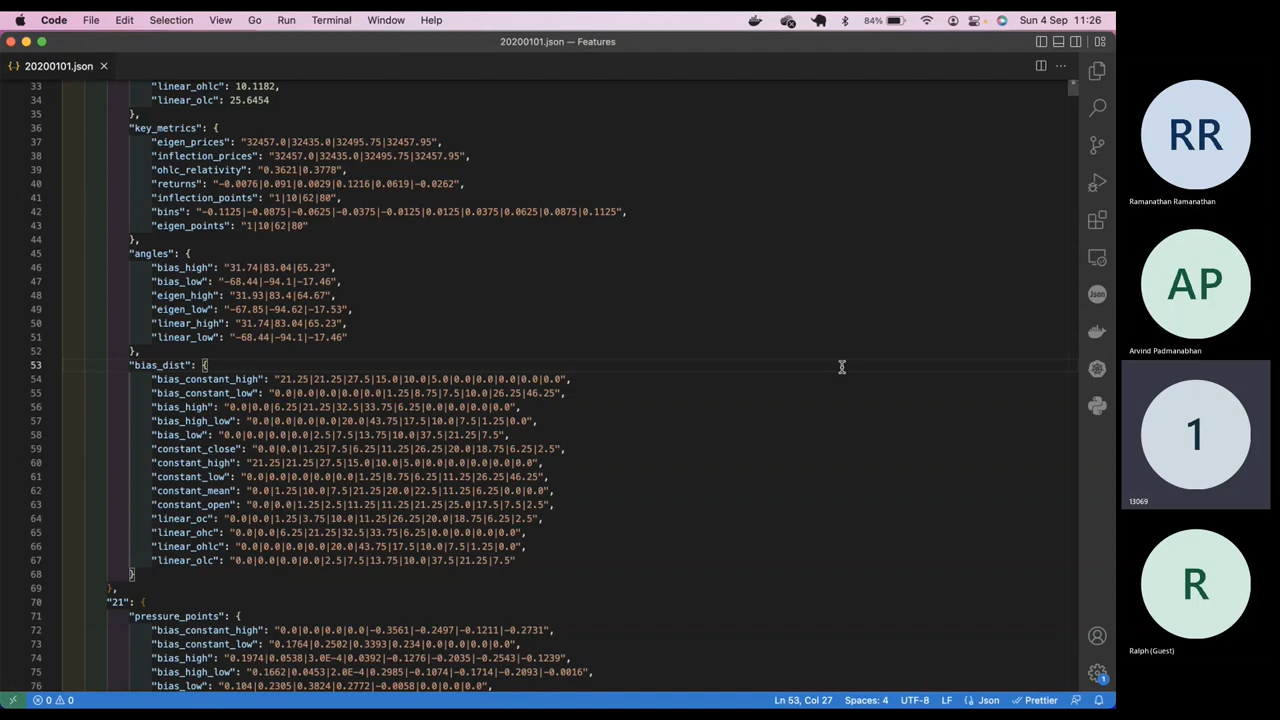 Code File Edit Selection View Go Run Terminal Window Help 84% Sun 4 Sep 11:26
20200101.json — Features
{·} 20200101.json ×
33 "linear_ohlc": 10.1182,
34 "linear_olc": 25.6454
35 },
36 "key_metrics": {
37 "eigen_prices": "32457.0|32435.0|32495.75|32457.95",
38 "inflection_prices": "32457.0|32435.0|32495.75|32457.95",
39 "ohlc_relativity": "0.3621|0.3778",
40 "returns": "-0.0076|0.091|0.0029|0.1216|0.0619|-0.0262",
41 "inflection_points": "1|10|62|80",
42 "bins": "-0.1125|-0.0875|-0.0625|-0.0375|-0.0125|0.0125|0.0375|0.0625|0.0875|0.1125",
43 "eigen_points": "1|10|62|80"
44 },
45 "angles": {
46 "bias_high": "31.74|83.04|65.23",
47 "bias_low": "-68.44|-94.1|-17.46",
48 "eigen_high": "31.93|83.4|64.67",
49 "eigen_low": "-67.85|-94.62|-17.53",
50 "linear_high": "31.74|83.04|65.23",
51 "linear_low": "-68.44|-94.1|-17.46"
52 },
53 "bias_dist": {
54 "bias_constant_high": "21.25|21.25|27.5|15.0|10.0|5.0|0.0|0.0|0.0|0.0|0.0",
55 "bias_constant_low": "0.0|0.0|0.0|0.0|0.0|1.25|8.75|7.5|10.0|26.25|46.25",
56 "bias_high": "0.0|0.0|6.25|21.25|32.5|33.75|6.25|0.0|0.0|0.0|0.0",
57 "bias_high_low": "0.0|0.0|0.0|0.0|20.0|43.75|17.5|10.0|7.5|1.25|0.0",
58 "bias_low": "0.0|0.0|0.0|0.0|2.5|7.5|13.75|10.0|37.5|21.25|7.5",
59 "constant_close": "0.0|0.0|1.25|7.5|6.25|11.25|26.25|20.0|18.75|6.25|2.5",
60 "constant_high": "21.25|21.25|27.5|15.0|10.0|5.0|0.0|0.0|0.0|0.0|0.0",
61 "constant_low": "0.0|0.0|0.0|0.0|0.0|1.25|8.75|6.25|11.25|26.25|46.25",
62 "constant_mean": "0.0|1.25|10.0|7.5|21.25|20.0|22.5|11.25|6.25|0.0|0.0",
63 "constant_open": "0.0|0.0|1.25|2.5|11.25|11.25|21.25|25.0|17.5|7.5|2.5",
64 "linear_oc": "0.0|0.0|1.25|3.75|10.0|11.25|26.25|20.0|18.75|6.25|2.5",
65 "linear_ohc": "0.0|0.0|6.25|21.25|32.5|33.75|6.25|0.0|0.0|0.0|0.0",
66 "linear_ohlc": "0.0|0.0|0.0|0.0|20.0|43.75|17.5|10.0|7.5|1.25|0.0",
67 "linear_olc": "0.0|0.0|0.0|0.0|2.5|7.5|13.75|10.0|37.5|21.25|7.5"
68 }
69 },
70 "21": {
71 "pressure_points": {
72 "bias_constant_high": "0.0|0.0|0.0|0.0|-0.3561|-0.2497|-0.1211|-0.2731",
73 "bias_constant_low": "0.1764|0.2502|0.3393|0.234|0.0|0.0|0.0|0.0",
74 "bias_high": "0.1974|0.0538|3.0E-4|0.0392|-0.1276|-0.2035|-0.2543|-0.1239",
75 "bias_high_low": "0.1662|0.0453|2.0E-4|0.2985|-0.1074|-0.1714|-0.2093|-0.0016",
76 "bias_low": "0.104|0.2305|0.3824|0.2772|-0.0058|0.0|0.0|0.0",
Json
1
0 0 Ln 53, Col 27 Spaces: 4 UTF-8 LF {} Json Prettier
RR
Ramanathan Ramanathan
AP
Arvind Padmanabhan
1
13069
R
Ralph (Guest)